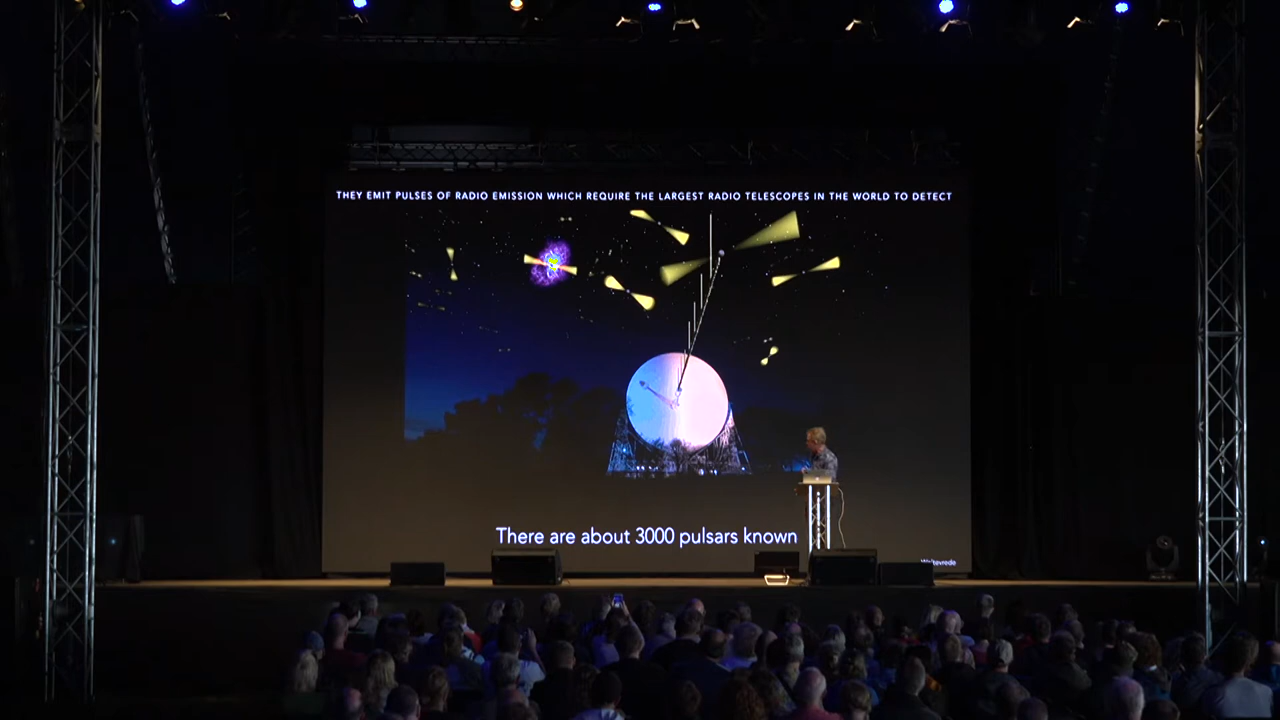 THEY EMIT PULSES OF RADIO EMISSION WHICH REQUIRE THE LARGEST RADIO TELESCOPES IN THE WORLD TO DETECT
There are about 3000 pulsars known
Weltevrede